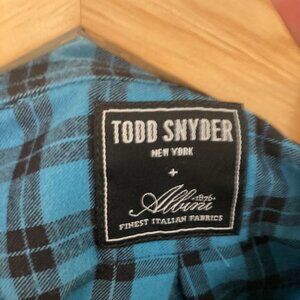 TODD SNYDER
NEW YORK
+
1876
Albini
FINEST ITALIAN FABRICS